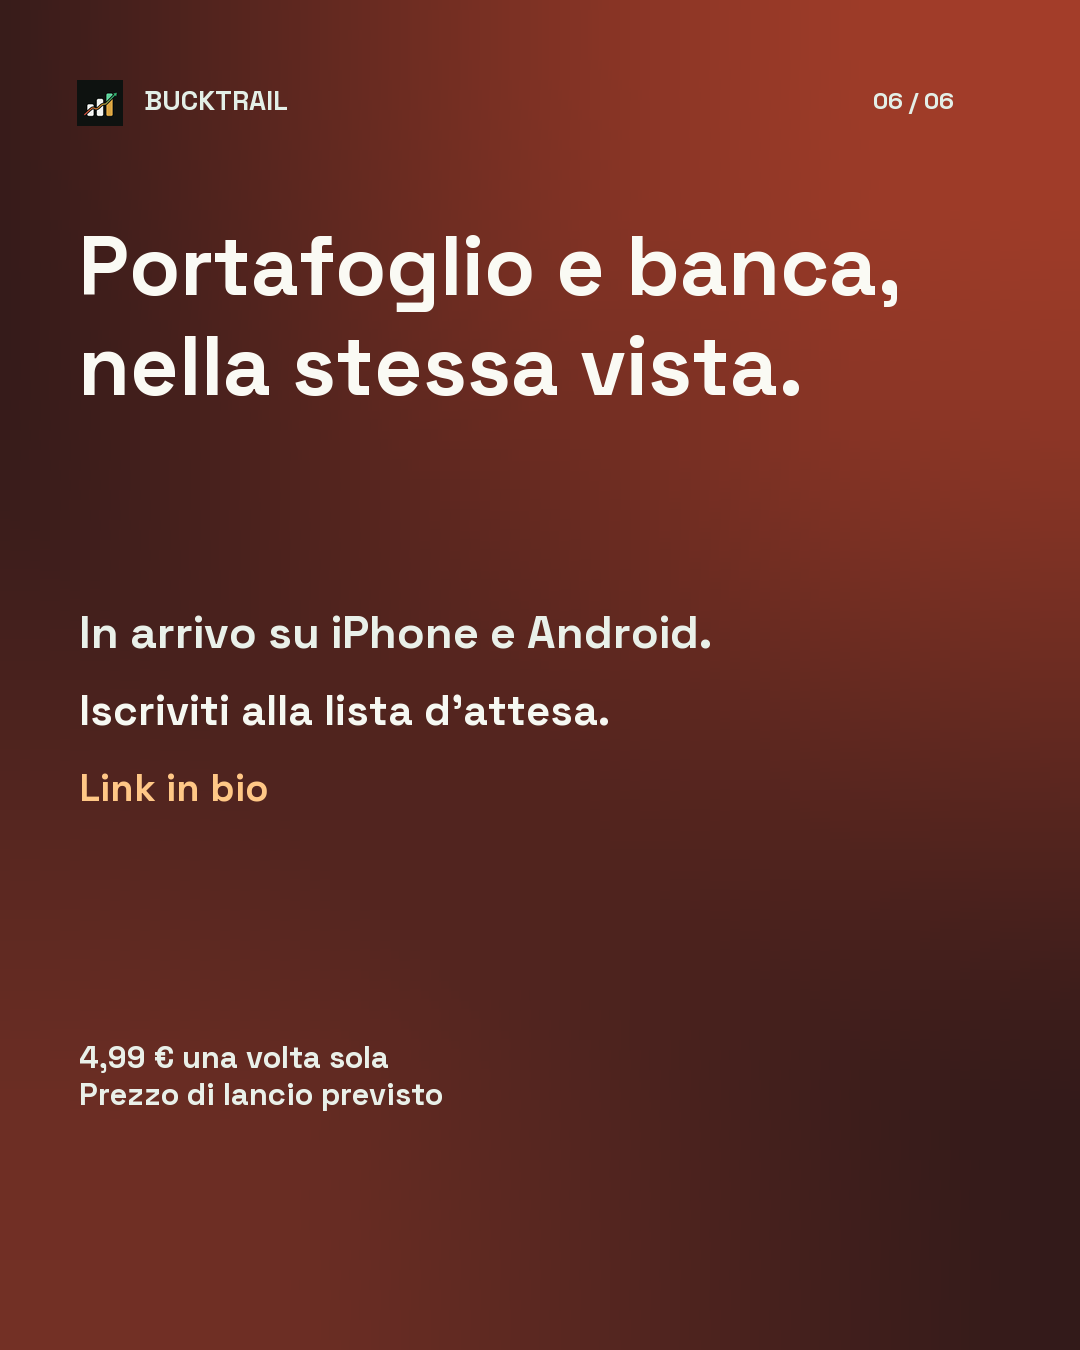 BUCKTRAIL
06 / 06
Portafoglio e banca,
nella stessa vista.
In arrivo su iPhone e Android.
Iscriviti alla lista d’attesa.
Link in bio
4,99 € una volta sola
Prezzo di lancio previsto